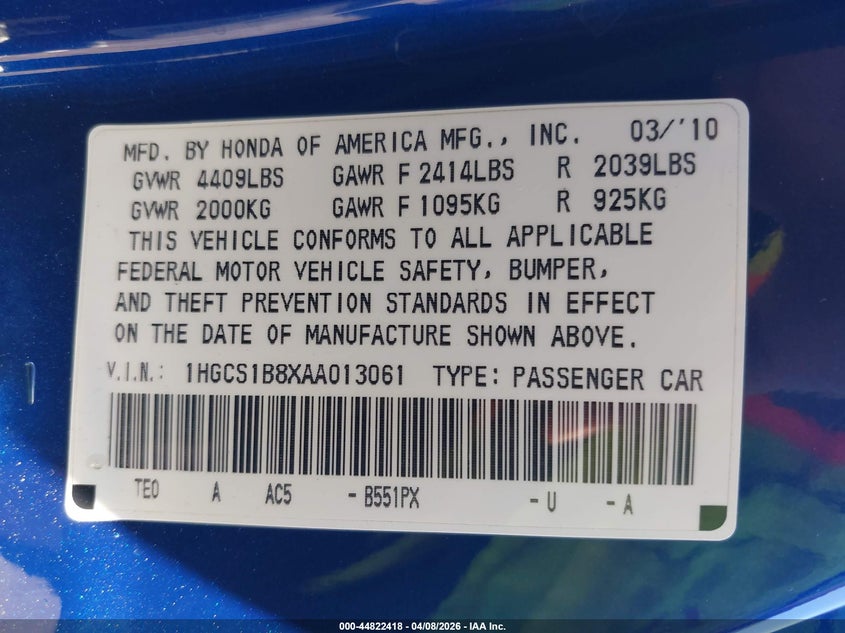 MFD. BY HONDA OF AMERICA MFG., INC. 03/'10
GVWR 4409LBS GAWR F 2414LBS R 2039LBS
GVWR 2000KG GAWR F 1095KG R 925KG
THIS VEHICLE CONFORMS TO ALL APPLICABLE
FEDERAL MOTOR VEHICLE SAFETY, BUMPER,
AND THEFT PREVENTION STANDARDS IN EFFECT
ON THE DATE OF MANUFACTURE SHOWN ABOVE.
V.I.N.: 1HGCS1B8XAA013061 TYPE: PASSENGER CAR
TE0 A AC5 - B551PX - U - A
000-44822418 - 04/08/2026 - IAA Inc.